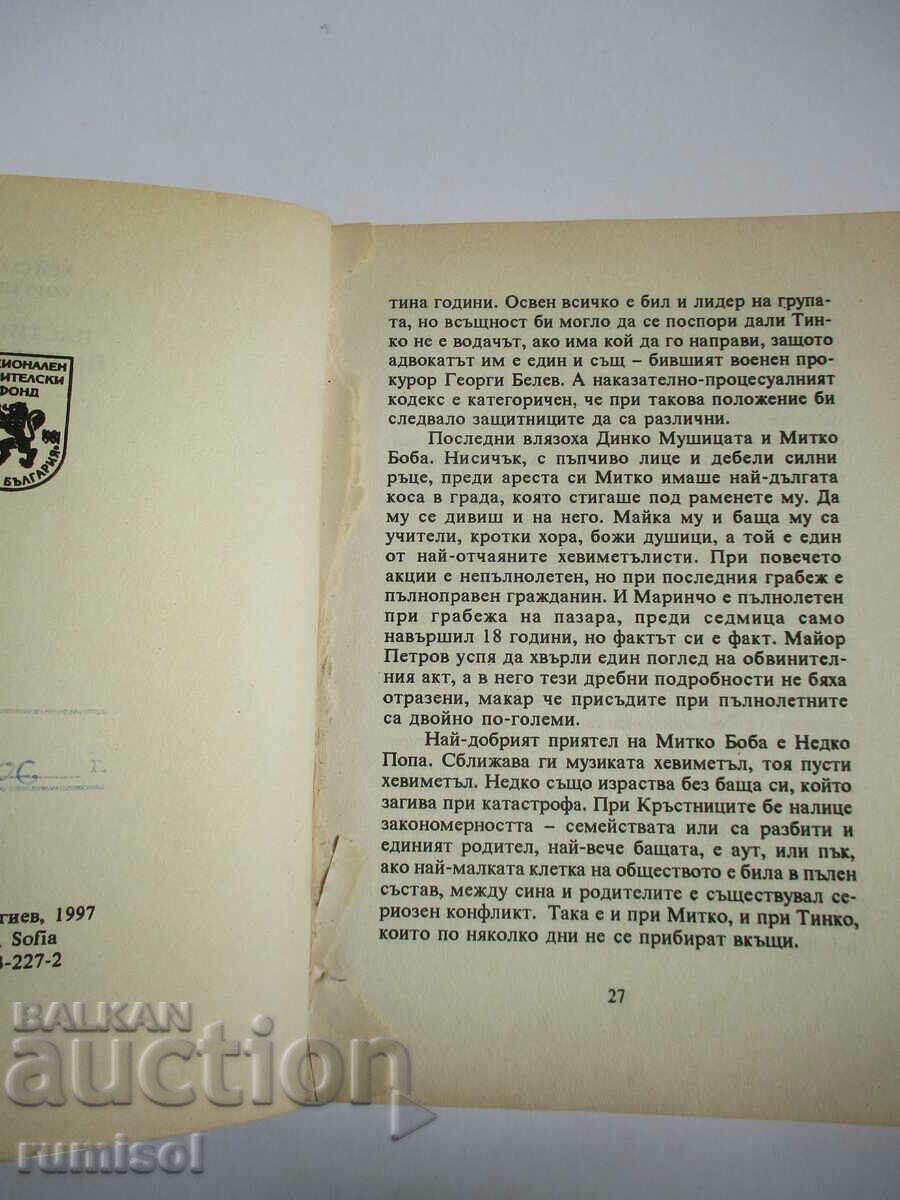 ФОНД
БЪЛГАРИЯ
гиев, 1997
, Sofia
-227-2
тина години. Освен всичко е бил и лидер на група-
та, но всъщност би могло да се поспори дали Тин-
ко не е водачът, ако има кой да го направи, защото
адвокатът им е един и същ – бившият военен про-
курор Георги Белев. А наказателно-процесуалният
кодекс е категоричен, че при такова положение би
следвало защитниците да са различни.
Последни влязоха Динко Мушицата и Митко
Боба. Нисичък, с пъпчиво лице и дебели силни
ръце, преди ареста си Митко имаше най-дългата
коса в града, която стигаше под раменете му. Да
му се дивиш и на него. Майка му и баща му са
учители, кротки хора, божи душици, а той е един
от най-отчаяните хевиметълисти. При повечето
акции е непълнолетен, но при последния грабеж е
пълноправен гражданин. И Маринчо е пълнолетен
при грабежа на пазара, преди седмица само
навършил 18 години, но фактът си е факт. Майор
Петров успя да хвърли един поглед на обвинител-
ния акт, а в него тези дребни подробности не бяха
отразени, макар че присъдите при пълнолетните
са двойно по-големи.
Най-добрият приятел на Митко Боба е Недко
Попа. Сближава ги музиката хевиметъл, тоя пусти
хевиметъл. Недко също израства без баща си, който
загива при катастрофа. При Кръстниците бе налице
закономерността – семействата или са разбити и
единият родител, най-вече бащата, е аут, или пък,
ако най-малката клетка на обществото е била в пълен
състав, между сина и родителите е съществувал се-
риозен конфликт. Така е и при Митко, и при Тинко,
които по няколко дни не се прибират вкъщи.
27
BALKAN
auction
rumisol